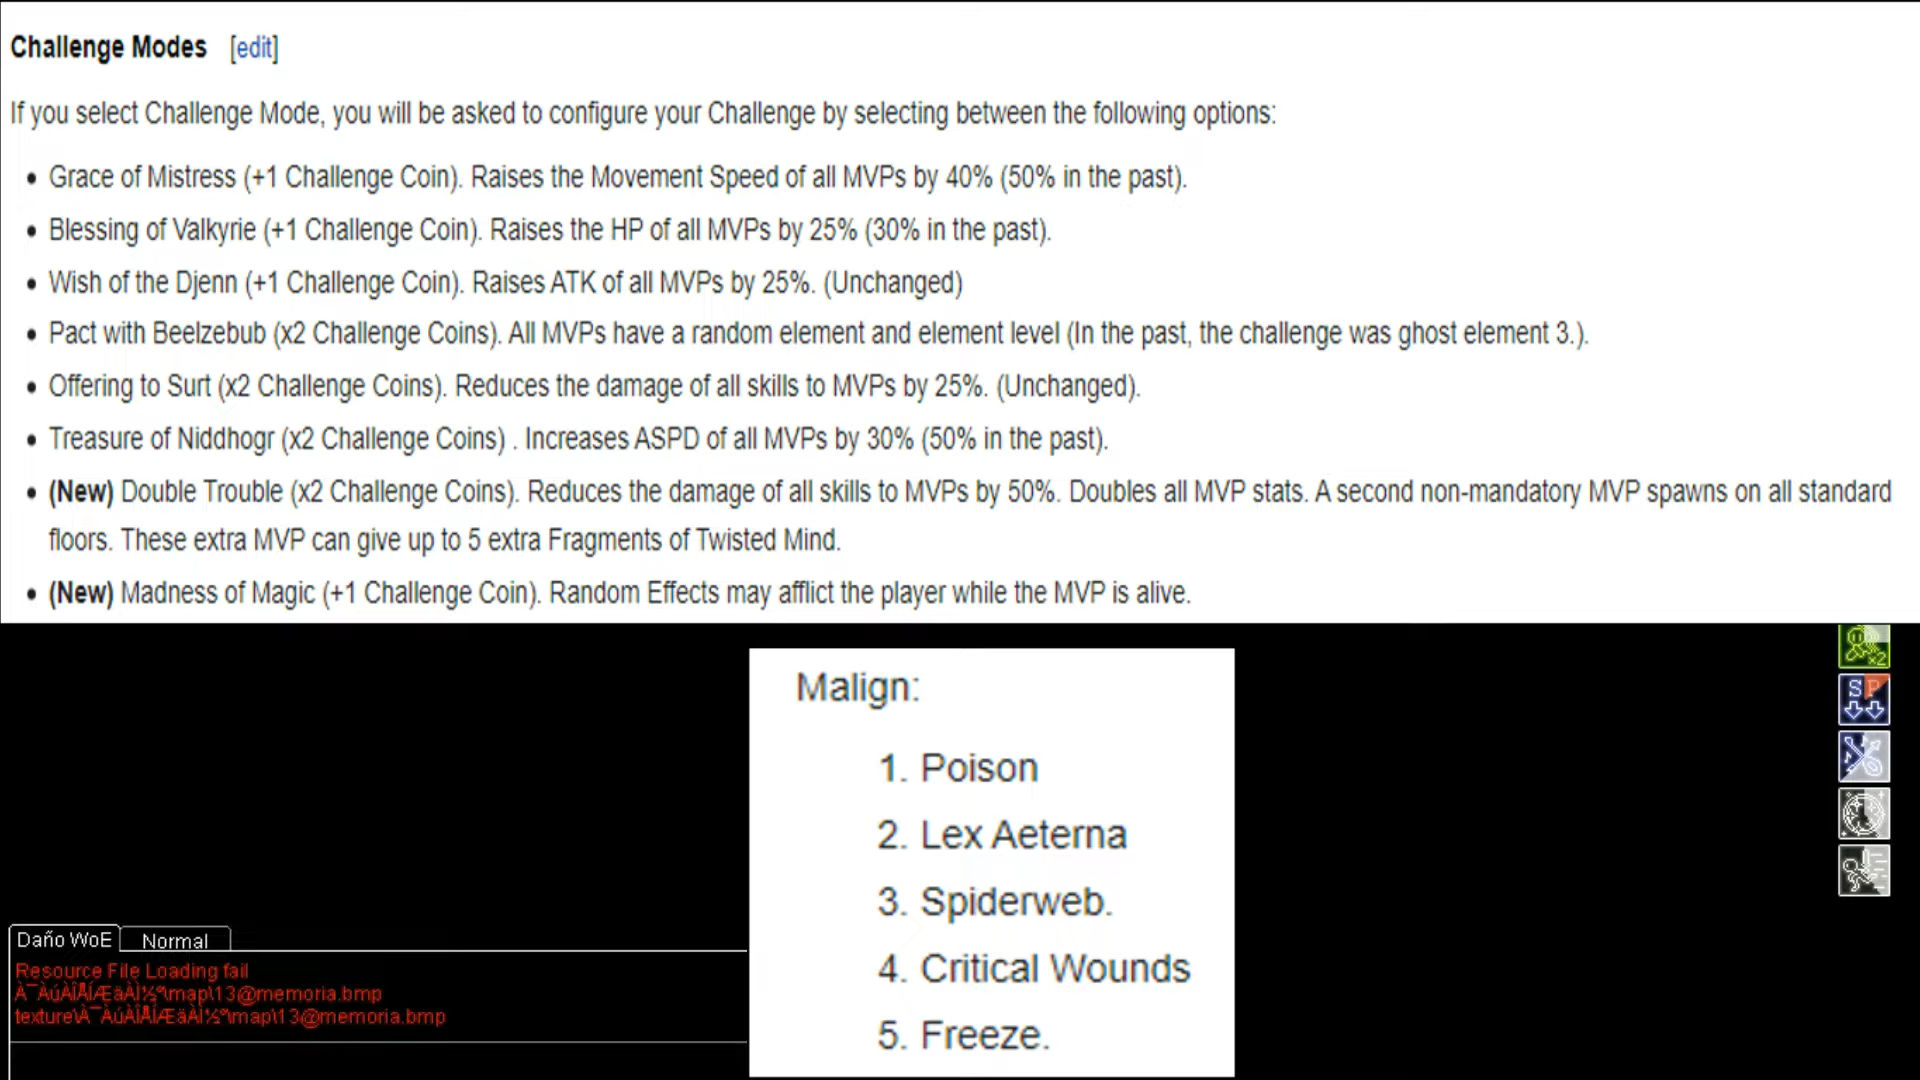 Challenge Modes [edit]
If you select Challenge Mode, you will be asked to configure your Challenge by selecting between the following options:
• Grace of Mistress (+1 Challenge Coin). Raises the Movement Speed of all MVPs by 40% (50% in the past).
• Blessing of Valkyrie (+1 Challenge Coin). Raises the HP of all MVPs by 25% (30% in the past).
• Wish of the Djenn (+1 Challenge Coin). Raises ATK of all MVPs by 25%. (Unchanged)
• Pact with Beelzebub (x2 Challenge Coins). All MVPs have a random element and element level (In the past, the challenge was ghost element 3.).
• Offering to Surt (x2 Challenge Coins). Reduces the damage of all skills to MVPs by 25%. (Unchanged).
• Treasure of Niddhogr (x2 Challenge Coins) . Increases ASPD of all MVPs by 30% (50% in the past).
• (New) Double Trouble (x2 Challenge Coins). Reduces the damage of all skills to MVPs by 50%. Doubles all MVP stats. A second non-mandatory MVP spawns on all standard
floors. These extra MVP can give up to 5 extra Fragments of Twisted Mind.
• (New) Madness of Magic (+1 Challenge Coin). Random Effects may afflict the player while the MVP is alive.
x2
SP
Malign:
1. Poison
2. Lex Aeterna
3. Spiderweb.
4. Critical Wounds
5. Freeze.
Daño WoE Normal
Resource File Loading fail
\map\13@memoria.bmp
texture\ \map\13@memoria.bmp